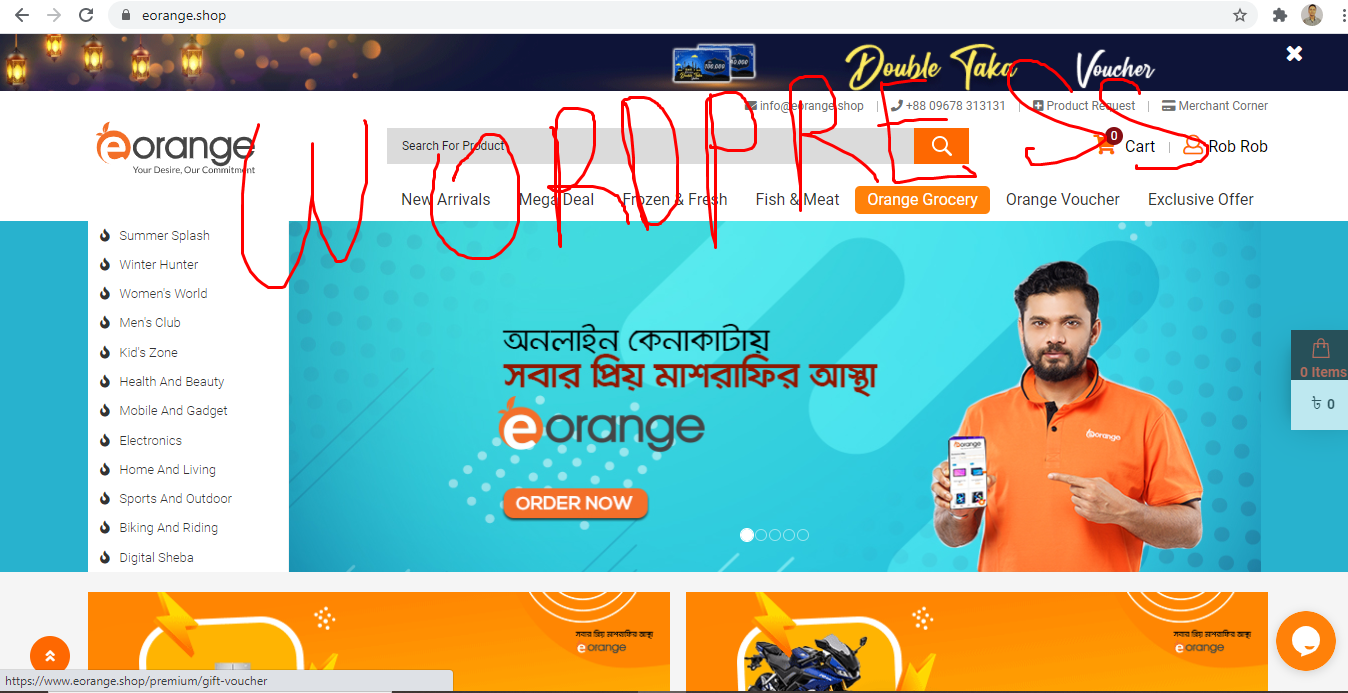 eorange.shop
Double Taka Voucher
info@eorange.shop | +88 09678 313131 | Product Request | Merchant Corner
WORDPRESS
eorange
Your Desire, Our Commitment
Search For Product
0
Cart | Rob Rob
New Arrivals Mega Deal Frozen & Fresh Fish & Meat Orange Grocery Orange Voucher Exclusive Offer
Summer Splash
Winter Hunter
Women's World
Men's Club
Kid's Zone
Health And Beauty
Mobile And Gadget
Electronics
Home And Living
Sports And Outdoor
Biking And Riding
Digital Sheba
অনলাইন কেনাকাটায়
সবার প্রিয় মাশরাফির আস্থা
eorange
ORDER NOW
eorange
eorange
0 Items
৳ 0
সবার প্রিয় মাশরাফির আস্থা
eorange
সবার প্রিয় মাশরাফির আস্থা
eorange
https://www.eorange.shop/premium/gift-voucher